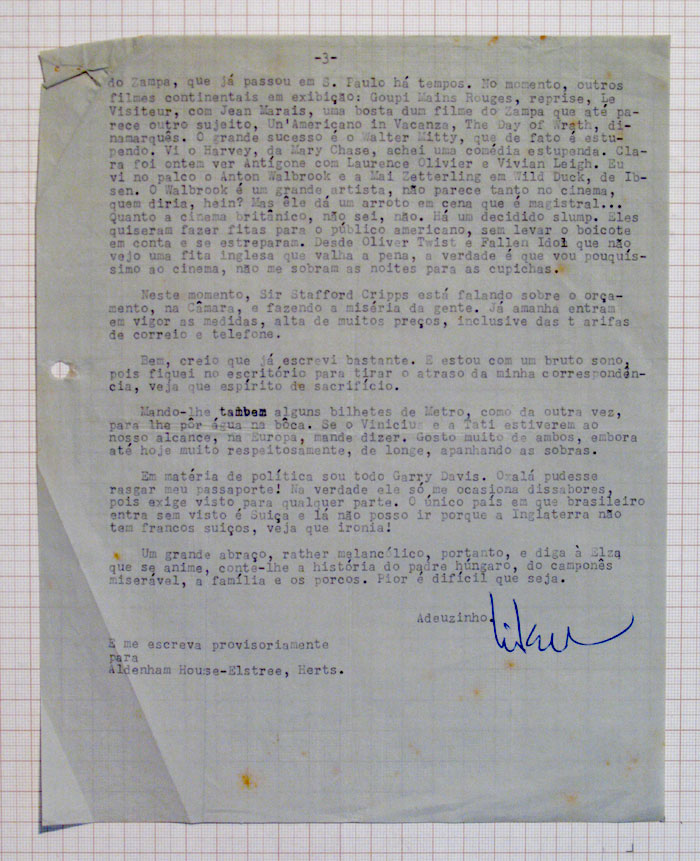 -3-
do Zampa, que já passou em S. Paulo há tempos. No momento, outros
filmes continentais em exibição: Goupi Mains Rouges, reprise, Le
Visiteur, com Jean Marais, uma bosta dum filme do Zampa que até pa-
rece outro sujeito, Un'Americano in Vacanza, The Day of Wrath, di-
namarquês. O grande sucesso é o Walter Mitty, que de fato é estu-
pendo. Vi o Harvey, da Mary Chase, achei uma comédia estupenda. Cla-
ra foi ontem ver Antígone com Laurence Olivier e Vivian Leigh. Eu
vi no palco o Anton Walbrook e a Mai Zetterling em Wild Duck, de Ib-
sen. O Walbrook é um grande artista, não parece tanto no cinema,
quem diria, hein? Mas êle dá um arroto em cena que é magistral...
Quanto a cinema britânico, não sei, não. Há um decidido slump. Eles
quiseram fazer fitas para o público americano, sem levar o boicote
em conta e se estreparam. Desde Oliver Twist e Fallen Idol que não
vejo uma fita inglesa que valha a pena, a verdade é que vou pouquís-
simo ao cinema, não me sobram as noites para as cupichas.
Neste momento, Sir Stafford Cripps está falando sobre o orça-
mento, na Câmara, e fazendo a miséria da gente. Já amanha entram
em vigor as medidas, alta de muitos preços, inclusive das t arifas
de correio e telefone.
Bem, creio que já escrevi bastante. E estou com um bruto sono,
pois fiquei no escritório para tirar o atraso da minha correspondên-
cia, veja que espírito de sacrifício.
Mando-lhe tambem alguns bilhetes de Metro, como da outra vez,
para lhe pôr água na bôca. Se o Vinicius e a Tati estiverem ao
nosso alcance, na Europa, mande dizer. Gosto muito de ambos, embora
até hoje muito respeitosamente, de longe, apanhando as sobras.
Em matéria de política sou todo Garry Davis. Oxalá pudesse
rasgar meu passaporte! Na verdade ele só me ocasiona dissabores,
pois exige visto para qualquer parte. O único país em que brasileiro
entra sem visto é Suiça e lá não posso ir porque a Inglaterra não
tem francos suiços, veja que ironia!
Um grande abraço, rather melancólico, portanto, e diga à Elza
que se anime, conte-lhe a história do padre húngaro, do camponês
miserável, a família e os porcos. Pior é difícil que seja.
Adeuzinho.
E me escreva provisoriamente
para
Aldenham House-Elstree, Herts.